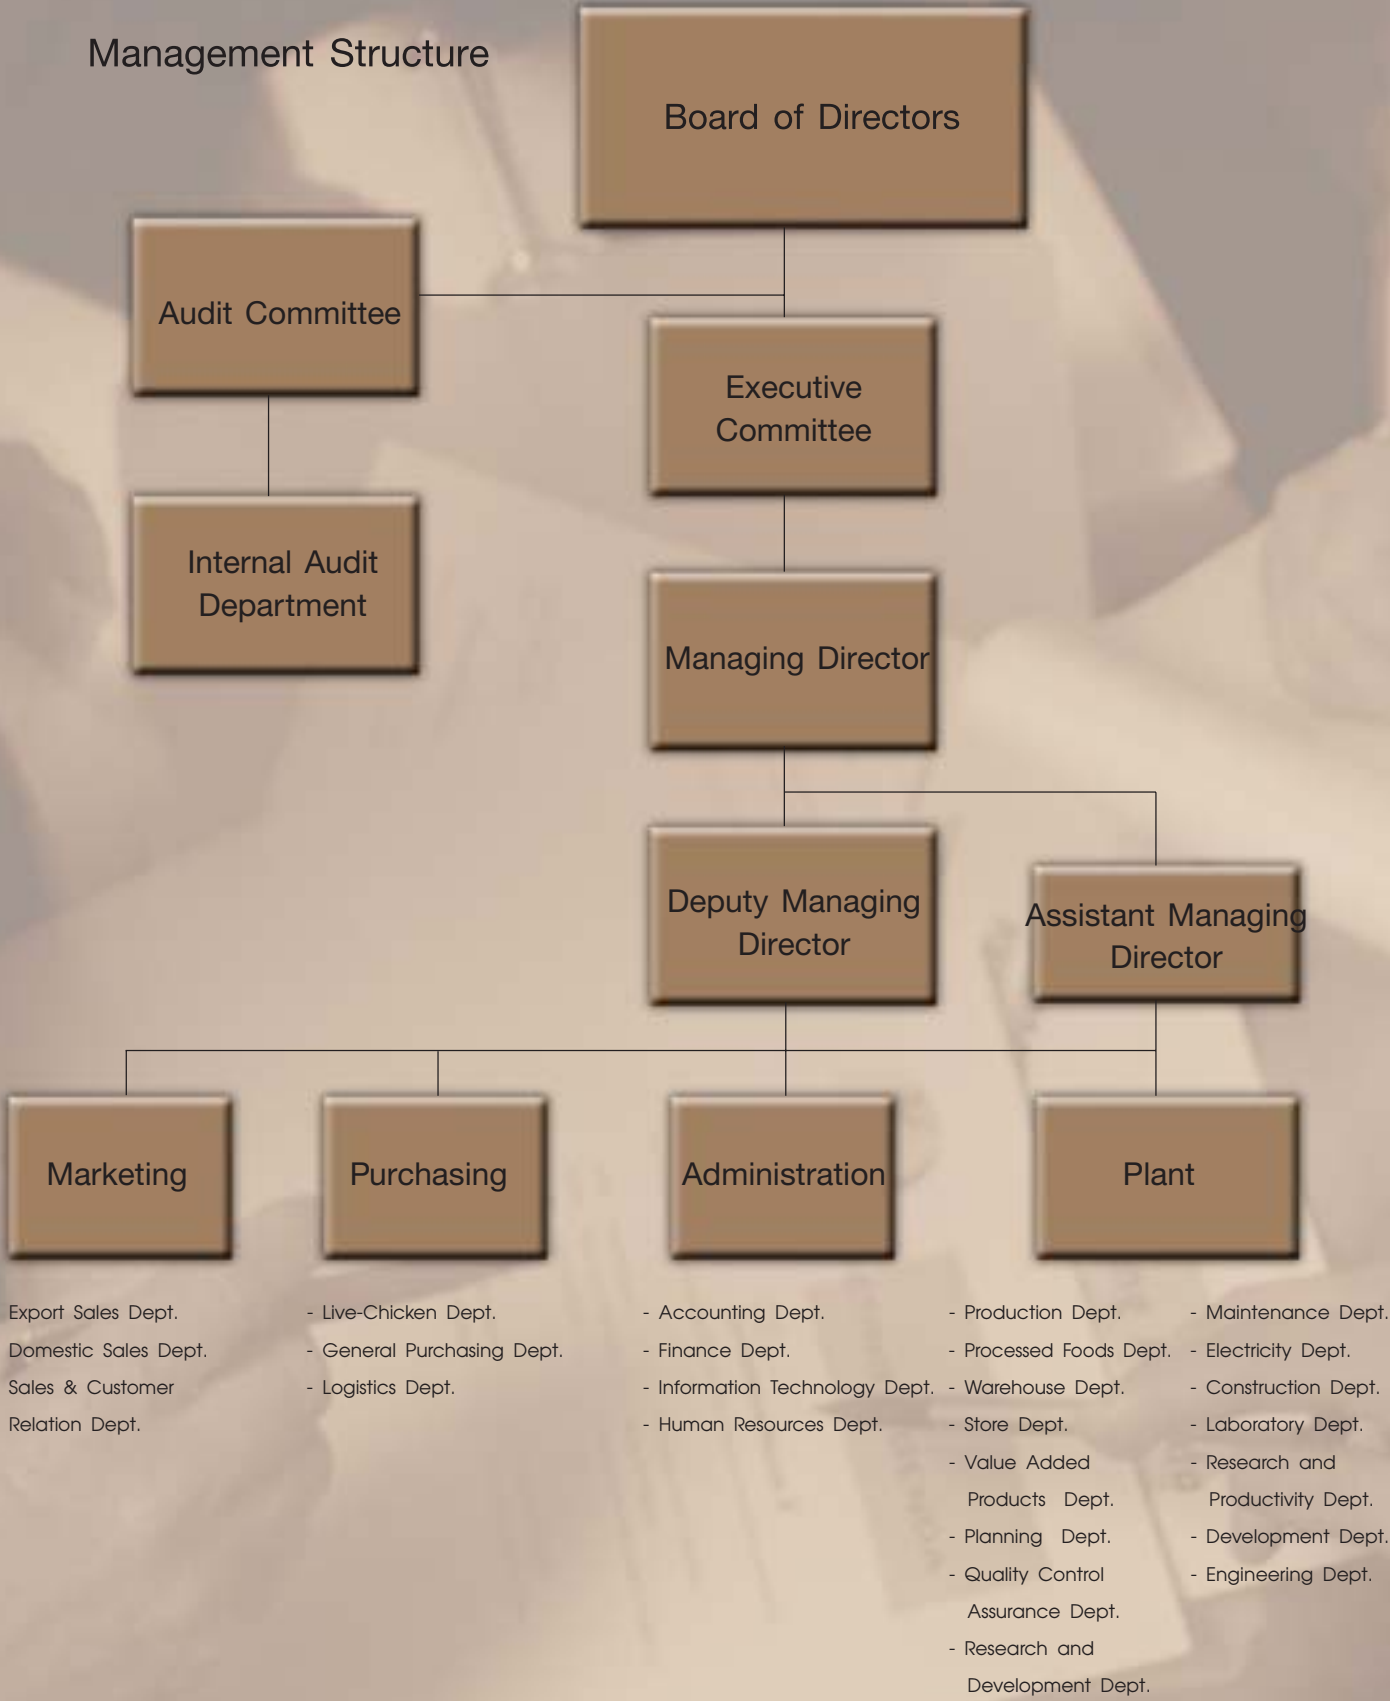 Management Structure
Board of Directors
Audit Committee
Executive
Committee
Internal Audit
Department
Managing Director
Deputy Managing
Director
Assistant Managing
Director
Marketing
Purchasing
Administration
Plant
Export Sales Dept.
Domestic Sales Dept.
Sales & Customer
Relation Dept.
- Live-Chicken Dept.
- General Purchasing Dept.
- Logistics Dept.
- Accounting Dept.
- Finance Dept.
- Information Technology Dept.
- Human Resources Dept.
- Production Dept.
- Processed Foods Dept.
- Warehouse Dept.
- Store Dept.
- Value Added
Products Dept.
- Planning Dept.
- Quality Control
Assurance Dept.
- Research and
Development Dept.
- Maintenance Dept.
- Electricity Dept.
- Construction Dept.
- Laboratory Dept.
- Research and
Productivity Dept.
- Development Dept.
- Engineering Dept.